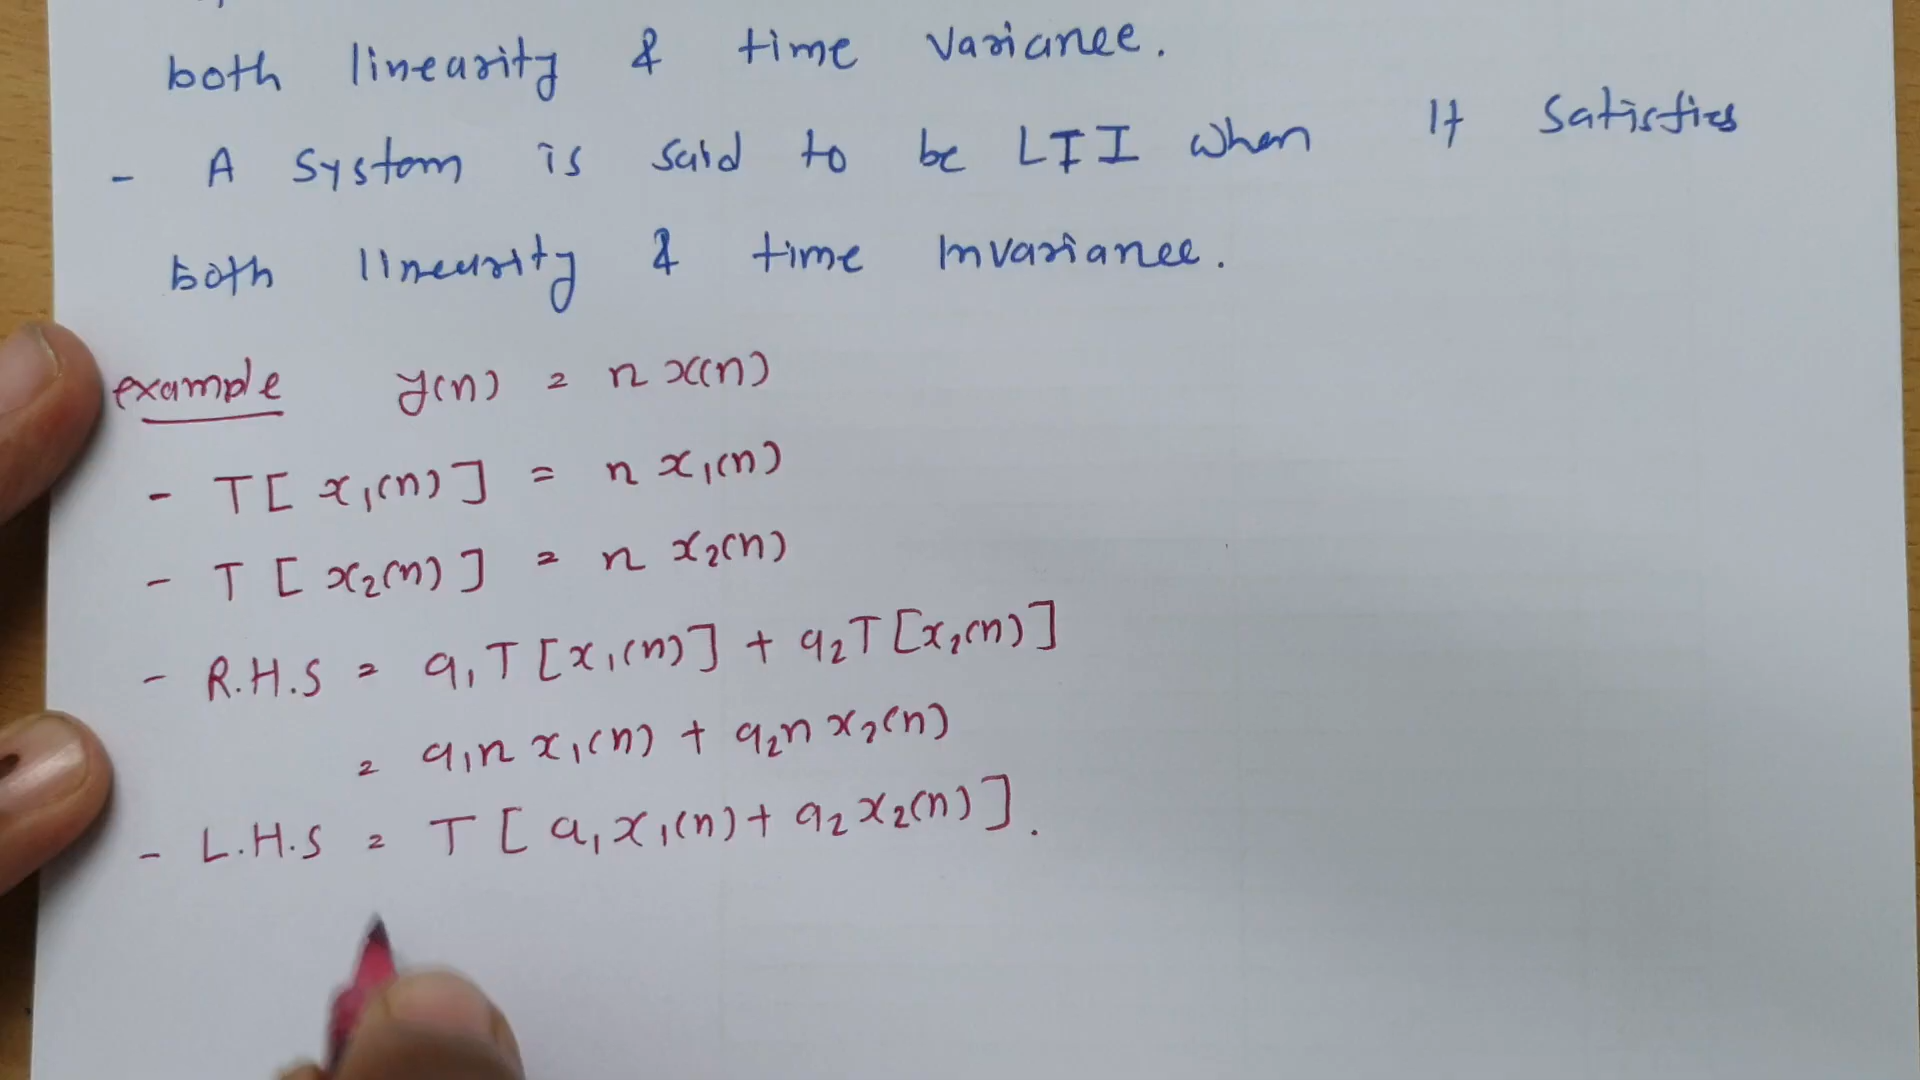 both linearity & time Variance.
- A System is said to be LTI when It Satisfies
both linearity & time Invariance.
example y(n) = n x(n)
- T[x₁(n)] = n x₁(n)
- T[x₂(n)] = n x₂(n)
- R.H.S = a₁T[x₁(n)] + a₂T[x₂(n)]
= a₁n x₁(n) + a₂n x₂(n)
- L.H.S = T[a₁x₁(n) + a₂x₂(n)].